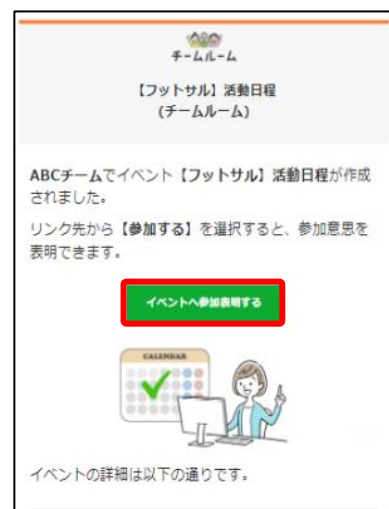 チームルーム
【フットサル】活動日程
(チームルーム)
ABCチームでイベント【フットサル】活動日程が作成
されました。
リンク先から【参加する】を選択すると、参加意思を
表明できます。
イベントへ参加表明する
CALENDAR
イベントの詳細は以下の通りです。